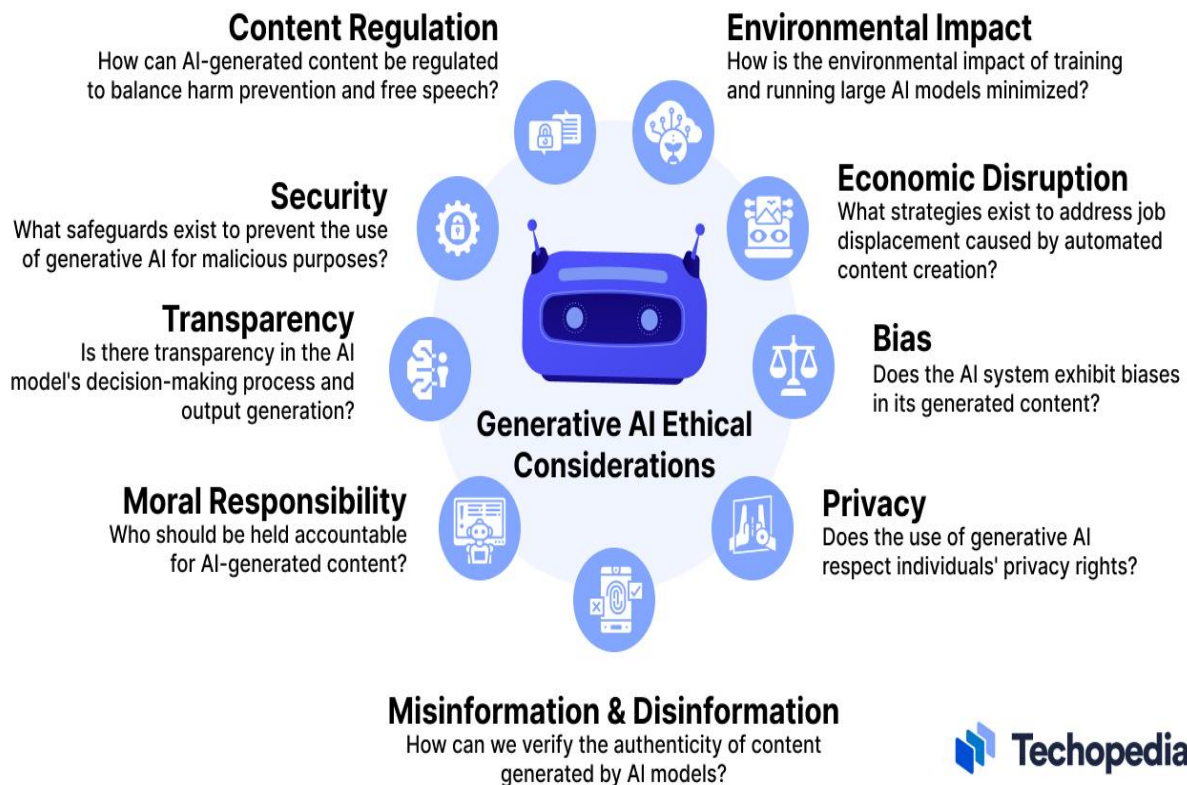 Content Regulation
How can AI-generated content be regulated
to balance harm prevention and free speech?
Environmental Impact
How is the environmental impact of training
and running large AI models minimized?
Security
What safeguards exist to prevent the use
of generative AI for malicious purposes?
Economic Disruption
What strategies exist to address job
displacement caused by automated
content creation?
Transparency
Is there transparency in the AI
model's decision-making process and
output generation?
Bias
Does the AI system exhibit biases
in its generated content?
Generative AI Ethical
Considerations
Moral Responsibility
Who should be held accountable
for AI-generated content?
Privacy
Does the use of generative AI
respect individuals' privacy rights?
Misinformation & Disinformation
How can we verify the authenticity of content
generated by AI models?
Techopedia